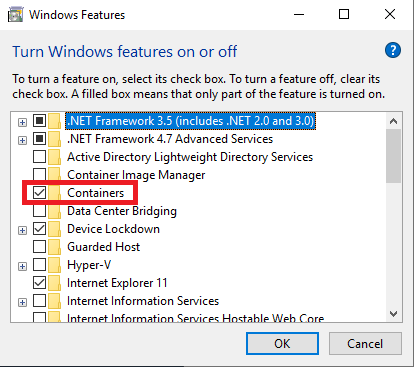 Windows Features
Turn Windows features on or off
To turn a feature on, select its check box. To turn a feature off, clear its
check box. A filled box means that only part of the feature is turned on.
.NET Framework 3.5 (includes .NET 2.0 and 3.0)
.NET Framework 4.7 Advanced Services
Active Directory Lightweight Directory Services
Container Image Manager
Containers
Data Center Bridging
Device Lockdown
Guarded Host
Hyper-V
Internet Explorer 11
Internet Information Services
Internet Information Services Hostable Web Core
OK
Cancel